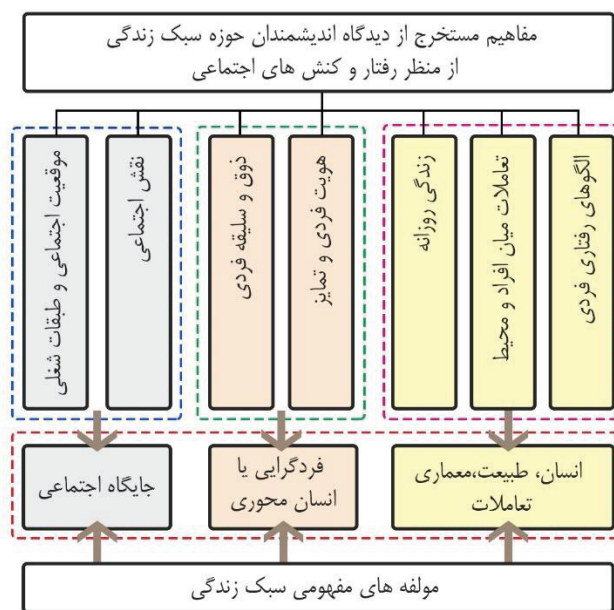 مفاهیم مستخرج از دیدگاه اندیشمندان حوزه سبک زندگی
از منظر رفتار و کنش های اجتماعی
الگوهای رفتاری فردی
تعاملات میان افراد و محیط
زندگی روزانه
هویت فردی و تمایز
ذوق و سلیقه فردی
نقش اجتماعی
موقعیت اجتماعی و طبقات شغلی
انسان، طبیعت،معماری
تعاملات
فردگرایی یا
انسان محوری
جایگاه اجتماعی
مولفه های مفهومی سبک زندگی